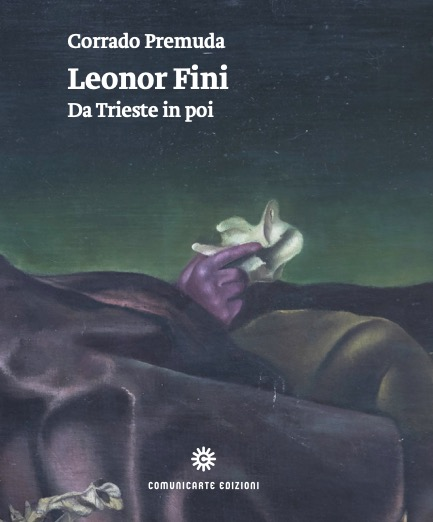 Corrado Premuda
Leonor Fini
Da Trieste in poi
COMUNICARTE EDIZIONI